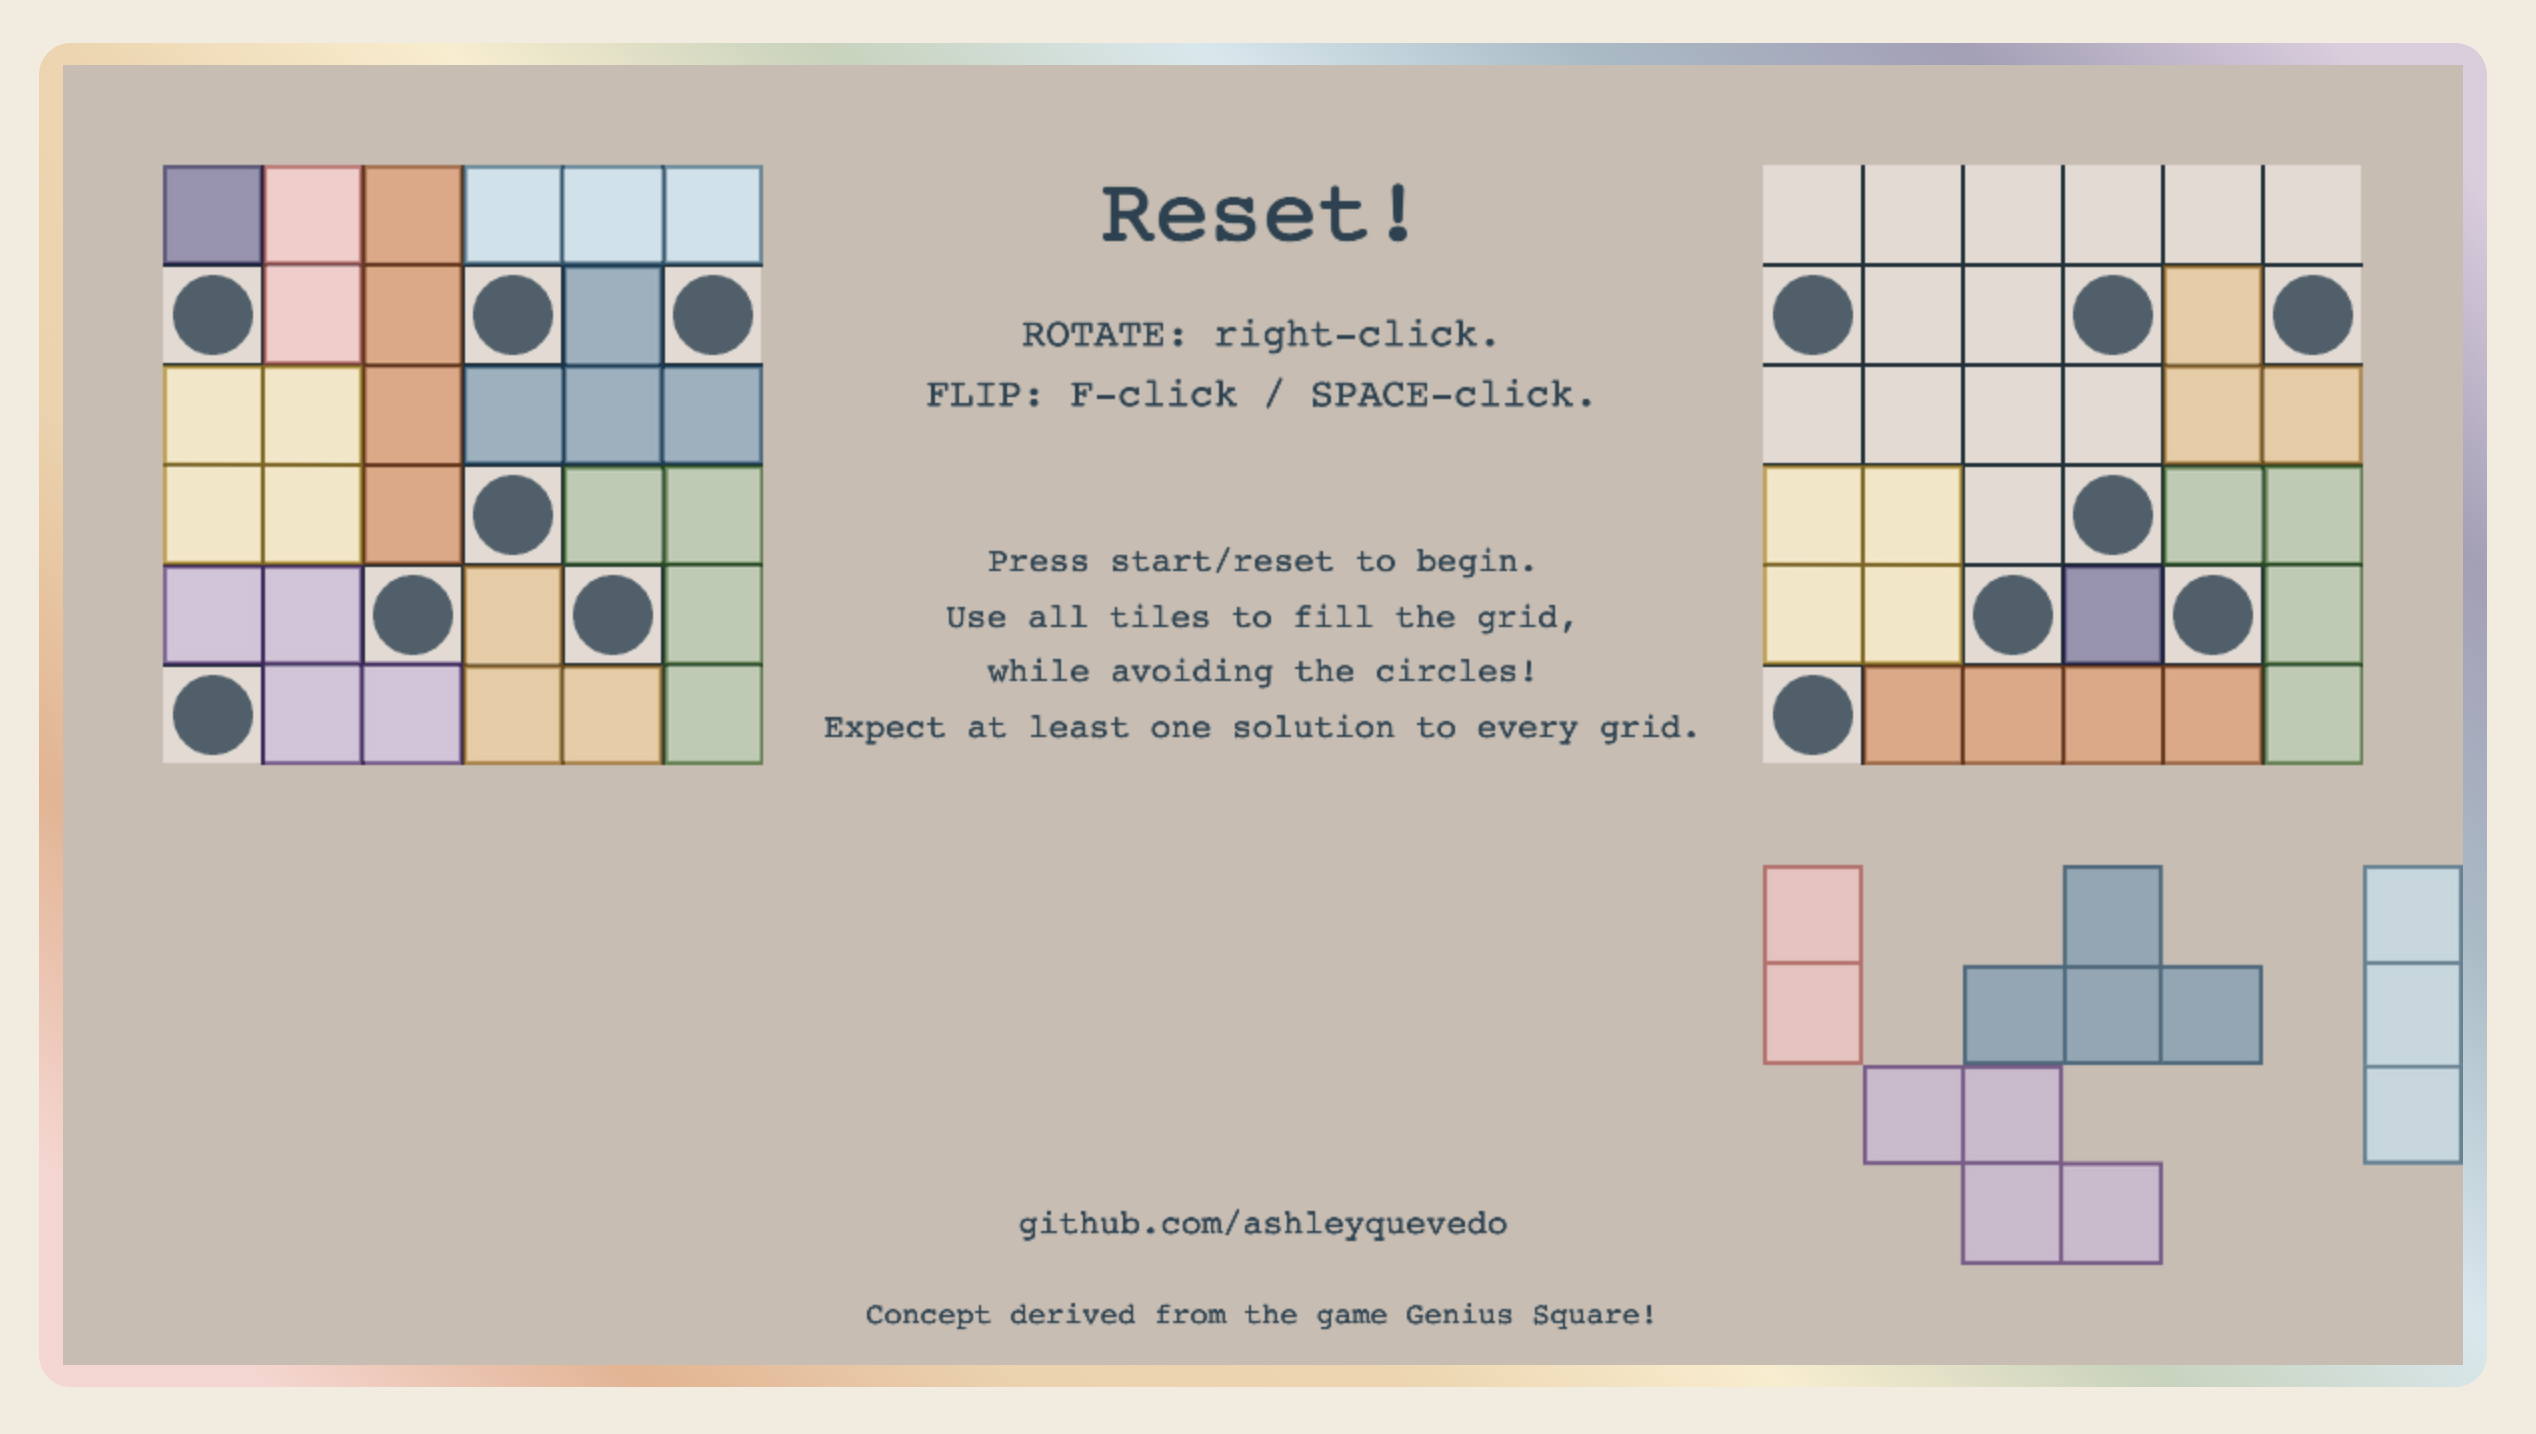 Reset!
ROTATE: right-click.
FLIP: F-click / SPACE-click.
Press start/reset to begin.
Use all tiles to fill the grid,
while avoiding the circles!
Expect at least one solution to every grid.
github.com/ashleyquevedo
Concept derived from the game Genius Square!